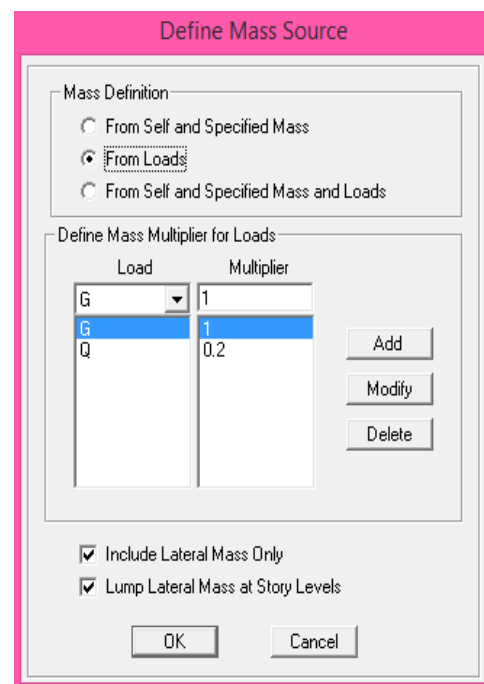 Define Mass Source
Mass Definition
From Self and Specified Mass
From Loads
From Self and Specified Mass and Loads
Define Mass Multiplier for Loads
Load Multiplier
G 1
G 1
Q 0.2
Add
Modify
Delete
Include Lateral Mass Only
Lump Lateral Mass at Story Levels
OK Cancel